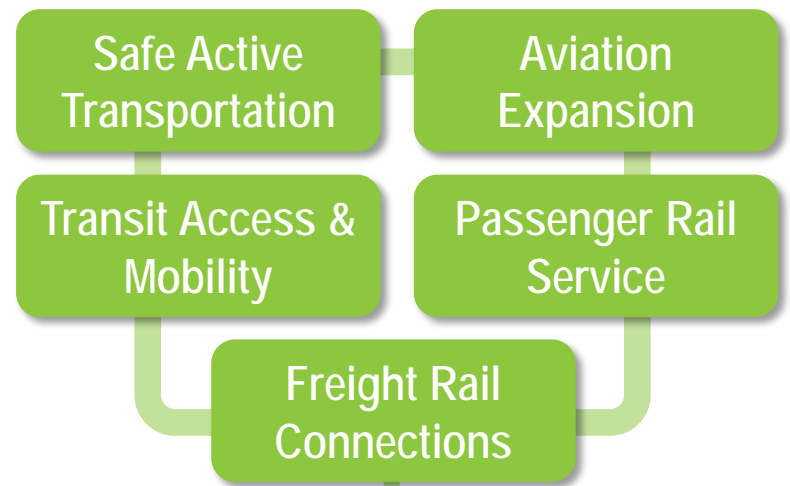 Safe Active
Transportation
Aviation
Expansion
Transit Access &
Mobility
Passenger Rail
Service
Freight Rail
Connections